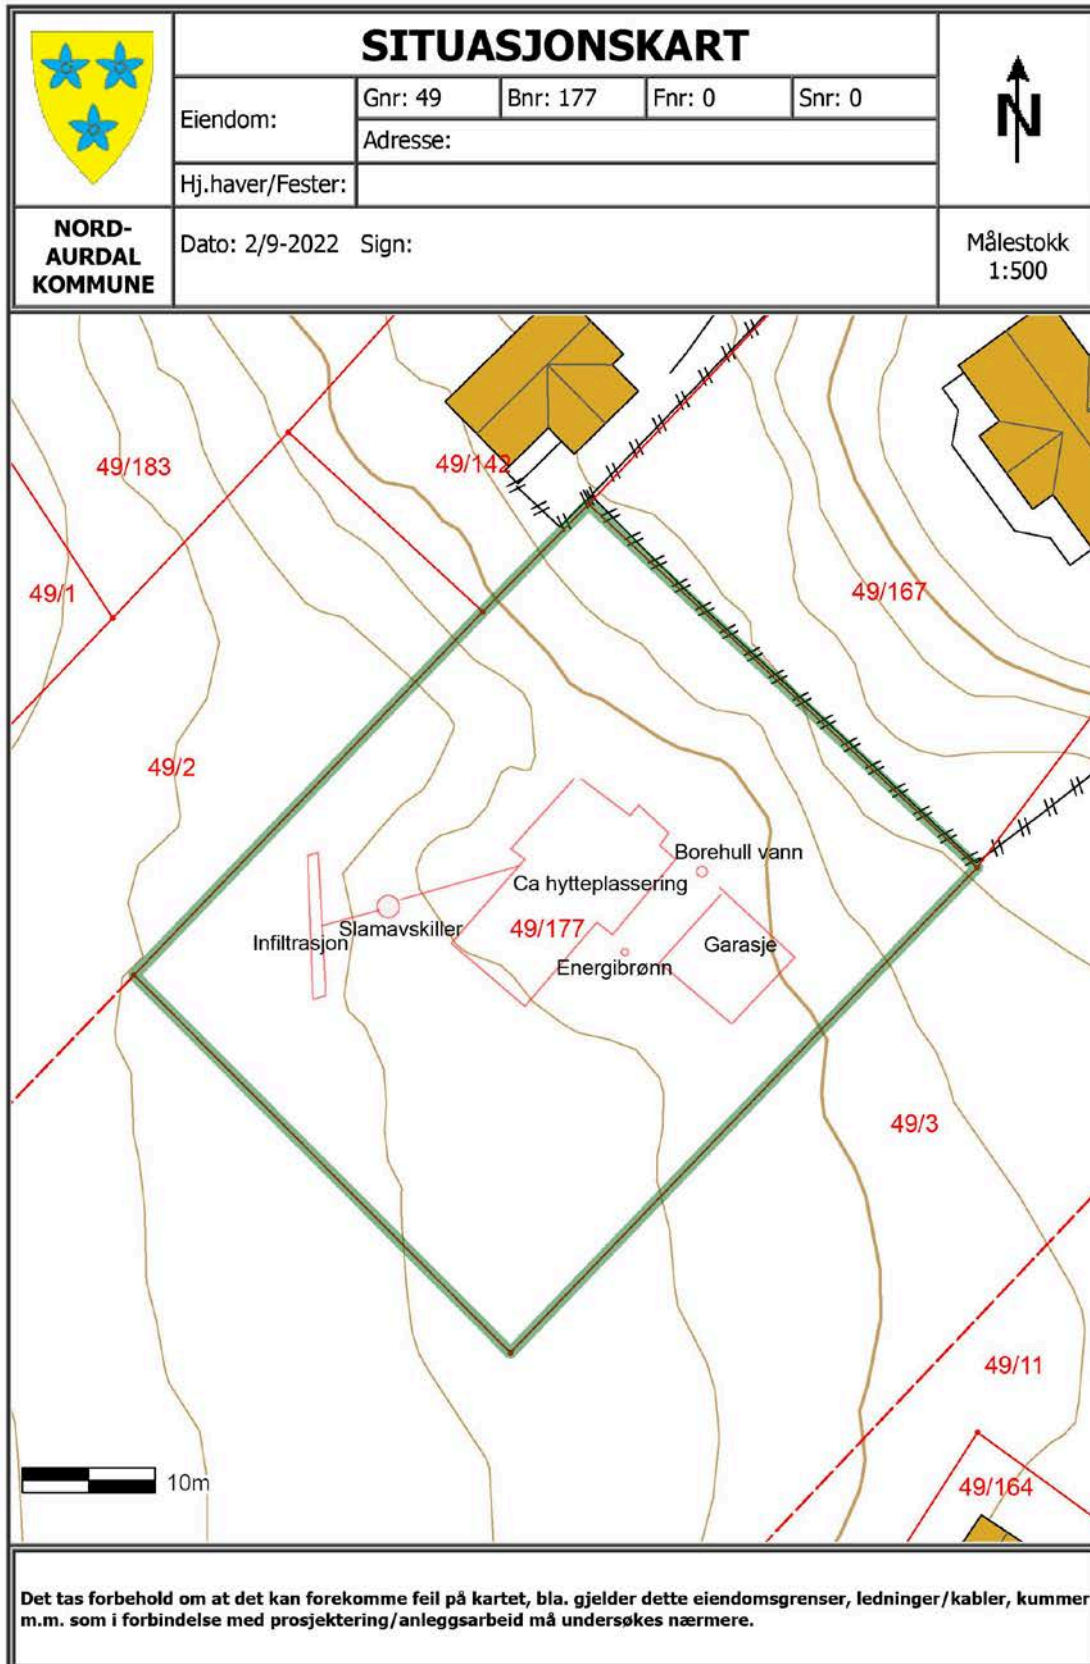 SITUASJONSKART
Eiendom:
Gnr: 49
Bnr: 177
Fnr: 0
Snr: 0
Adresse:
Hj.haver/Fester:
N
NORD-
AURDAL
KOMMUNE
Dato: 2/9-2022 Sign:
Målestokk
1:500
49/183
49/142
49/1
49/167
49/2
Borehull vann
Ca hytteplassering
49/177
Slamavskiller
Infiltrasjon
Garasje
Energibrønn
49/3
49/11
49/164
10m
Det tas forbehold om at det kan forekomme feil på kartet, bla. gjelder dette eiendomsgrenser, ledninger/kabler, kummer
m.m. som i forbindelse med prosjektering/anleggsarbeid må undersøkes nærmere.